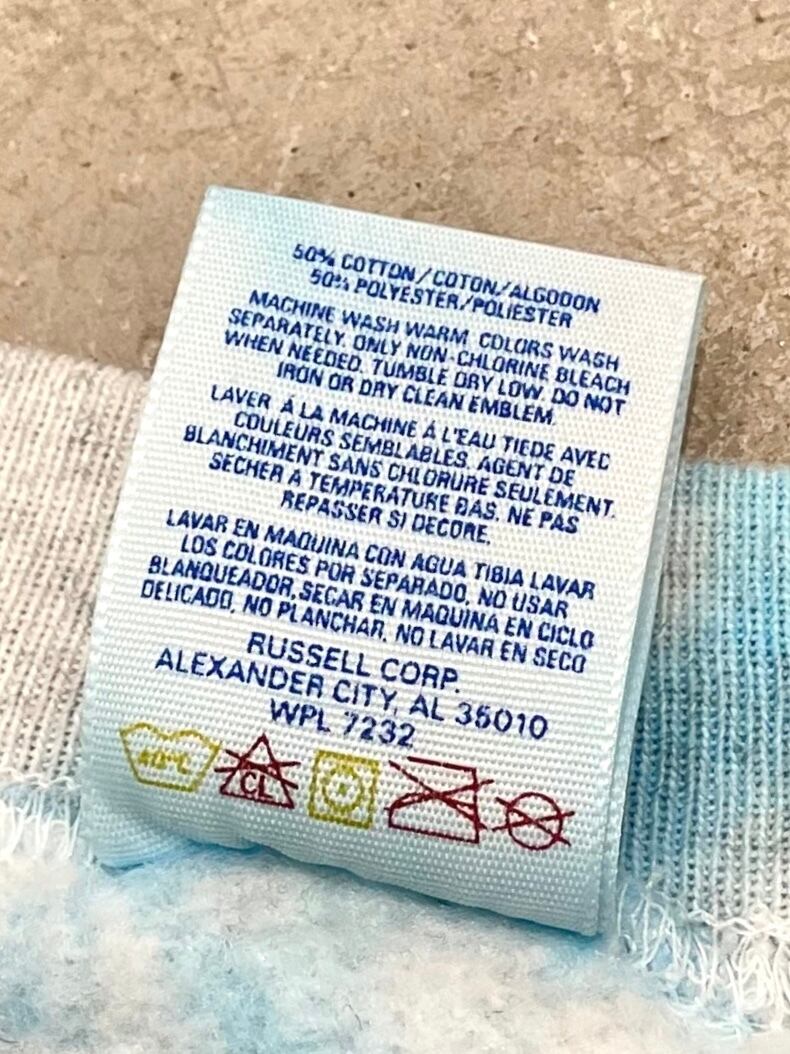 50% COTTON/COTON/ALGODON
50% POLYESTER/POLIESTER
MACHINE WASH WARM. COLORS WASH
SEPARATELY. ONLY NON-CHLORINE BLEACH
WHEN NEEDED. TUMBLE DRY LOW. DO NOT
IRON OR DRY CLEAN EMBLEM.
LAVER À LA MACHINE À L'EAU TIEDE AVEC
COULEURS SEMBLABLES. AGENT DE
BLANCHIMENT SANS CHLORURE SEULEMENT.
SECHER A TEMPERATURE BAS. NE PAS
REPASSER SI DECORE.
LAVAR EN MAQUINA CON AGUA TIBIA LAVAR
LOS COLORES POR SEPARADO, NO USAR
BLANQUEADOR, SECAR EN MAQUINA EN CICLO
DELICADO, NO PLANCHAR, NO LAVAR EN SECO
RUSSELL CORP.
ALEXANDER CITY, AL 35010
WPL 7232
40°C CL